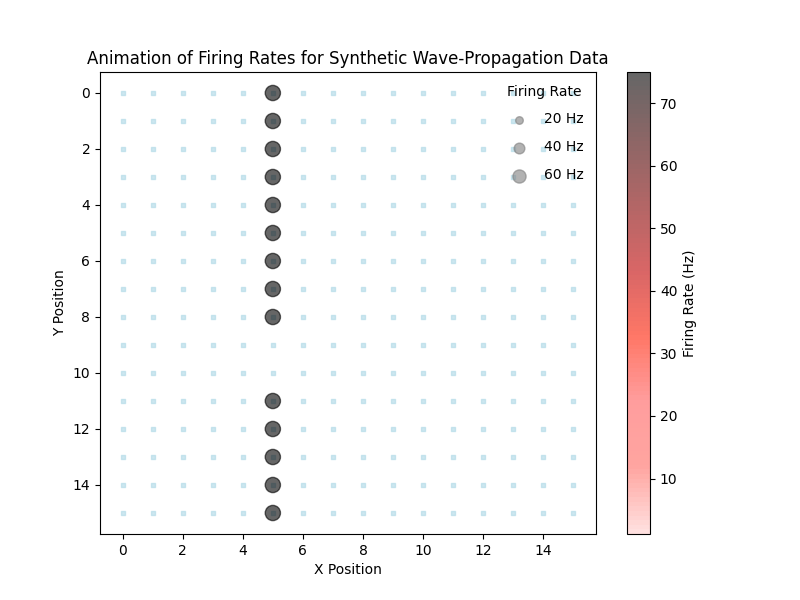 Animation of Firing Rates for Synthetic Wave-Propagation Data
Firing Rate
20 Hz
40 Hz
60 Hz
0
2
4
6
8
10
12
14
Y Position
0 2 4 6 8 10 12 14
X Position
70
60
50
40
30
20
10
Firing Rate (Hz)